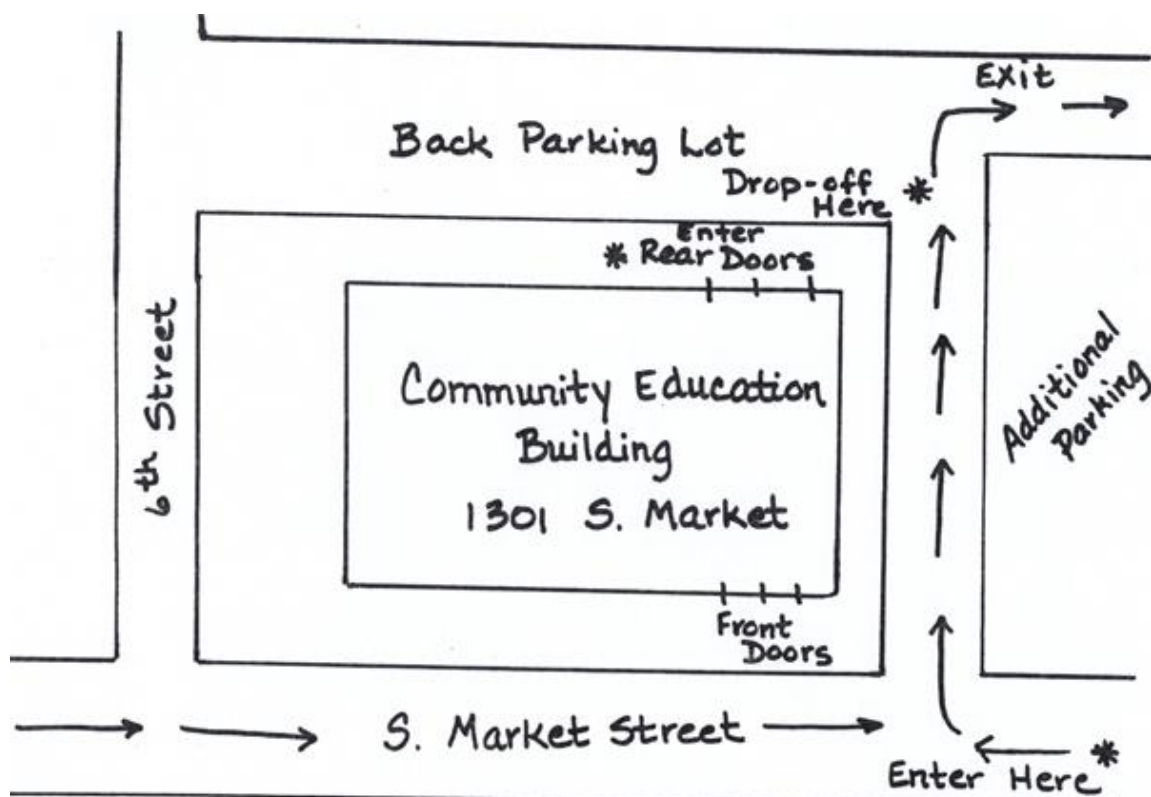 Exit
Back Parking Lot
Drop-off
Here *
Enter
* Rear Doors
6th Street
Community Education
Building
1301 S. Market
Additional
Parking
Front
Doors
S. Market Street
Enter Here *